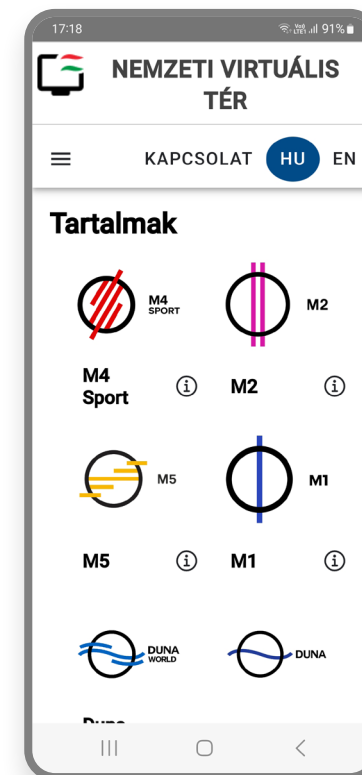 17:18
91%
NEMZETI VIRTUÁLIS
TÉR
KAPCSOLAT HU EN
Tartalmak
M4
SPORT
M2
M4
Sport
M2
M5
M1
M5
M1
DUNA
WORLD
DUNA